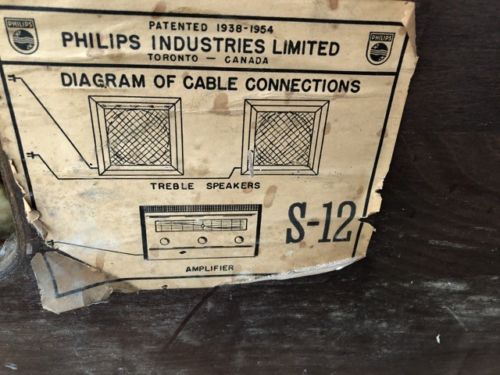 PATENTED 1938-1954
PHILIPS PHILIPS INDUSTRIES LIMITED PHILIPS
TORONTO — CANADA
DIAGRAM OF CABLE CONNECTIONS
TREBLE SPEAKERS
S-12
AMPLIFIER